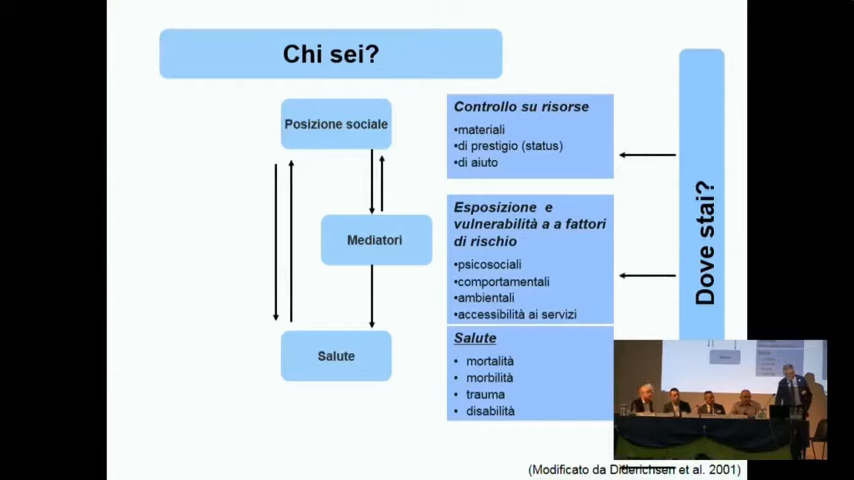 Chi sei?
Posizione sociale
Mediatori
Salute
Controllo su risorse
•materiali
•di prestigio (status)
•di aiuto
Esposizione e
vulnerabilità a a fattori
di rischio
•psicosociali
•comportamentali
•ambientali
•accessibilità ai servizi
Salute
• mortalità
• morbilità
• trauma
• disabilità
Dove stai?
(Modificato da Diderichsen et al. 2001)